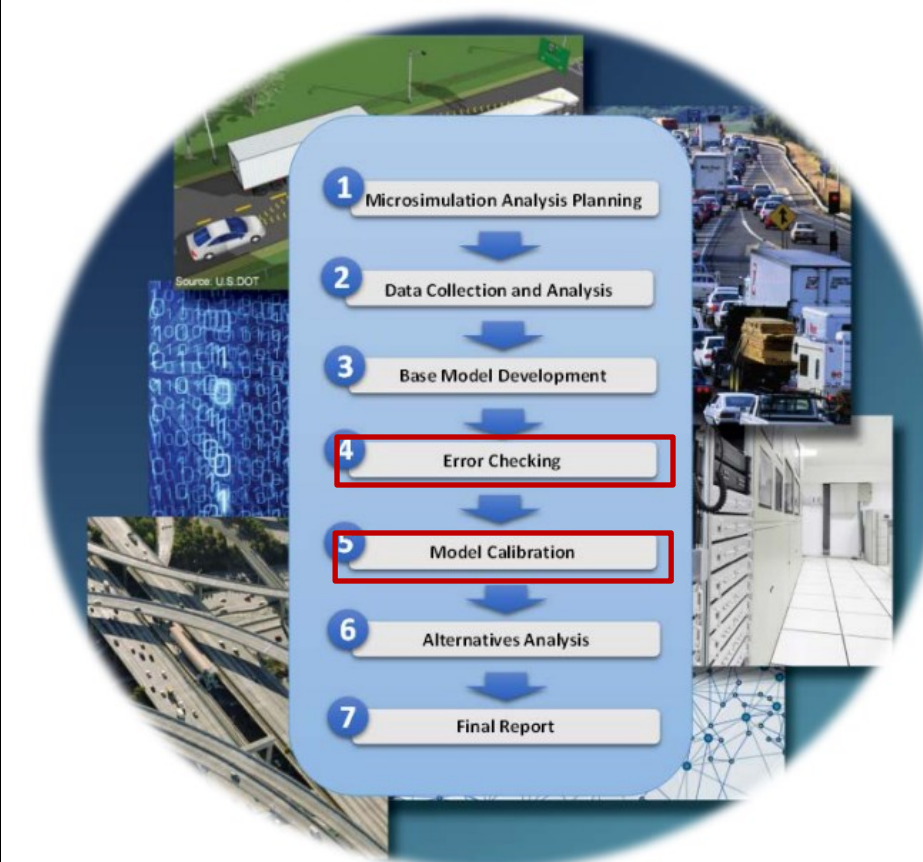 1
Microsimulation Analysis Planning
Source: U.S.DOT
2
Data Collection and Analysis
3
Base Model Development
4
Error Checking
5
Model Calibration
6
Alternatives Analysis
7
Final Report